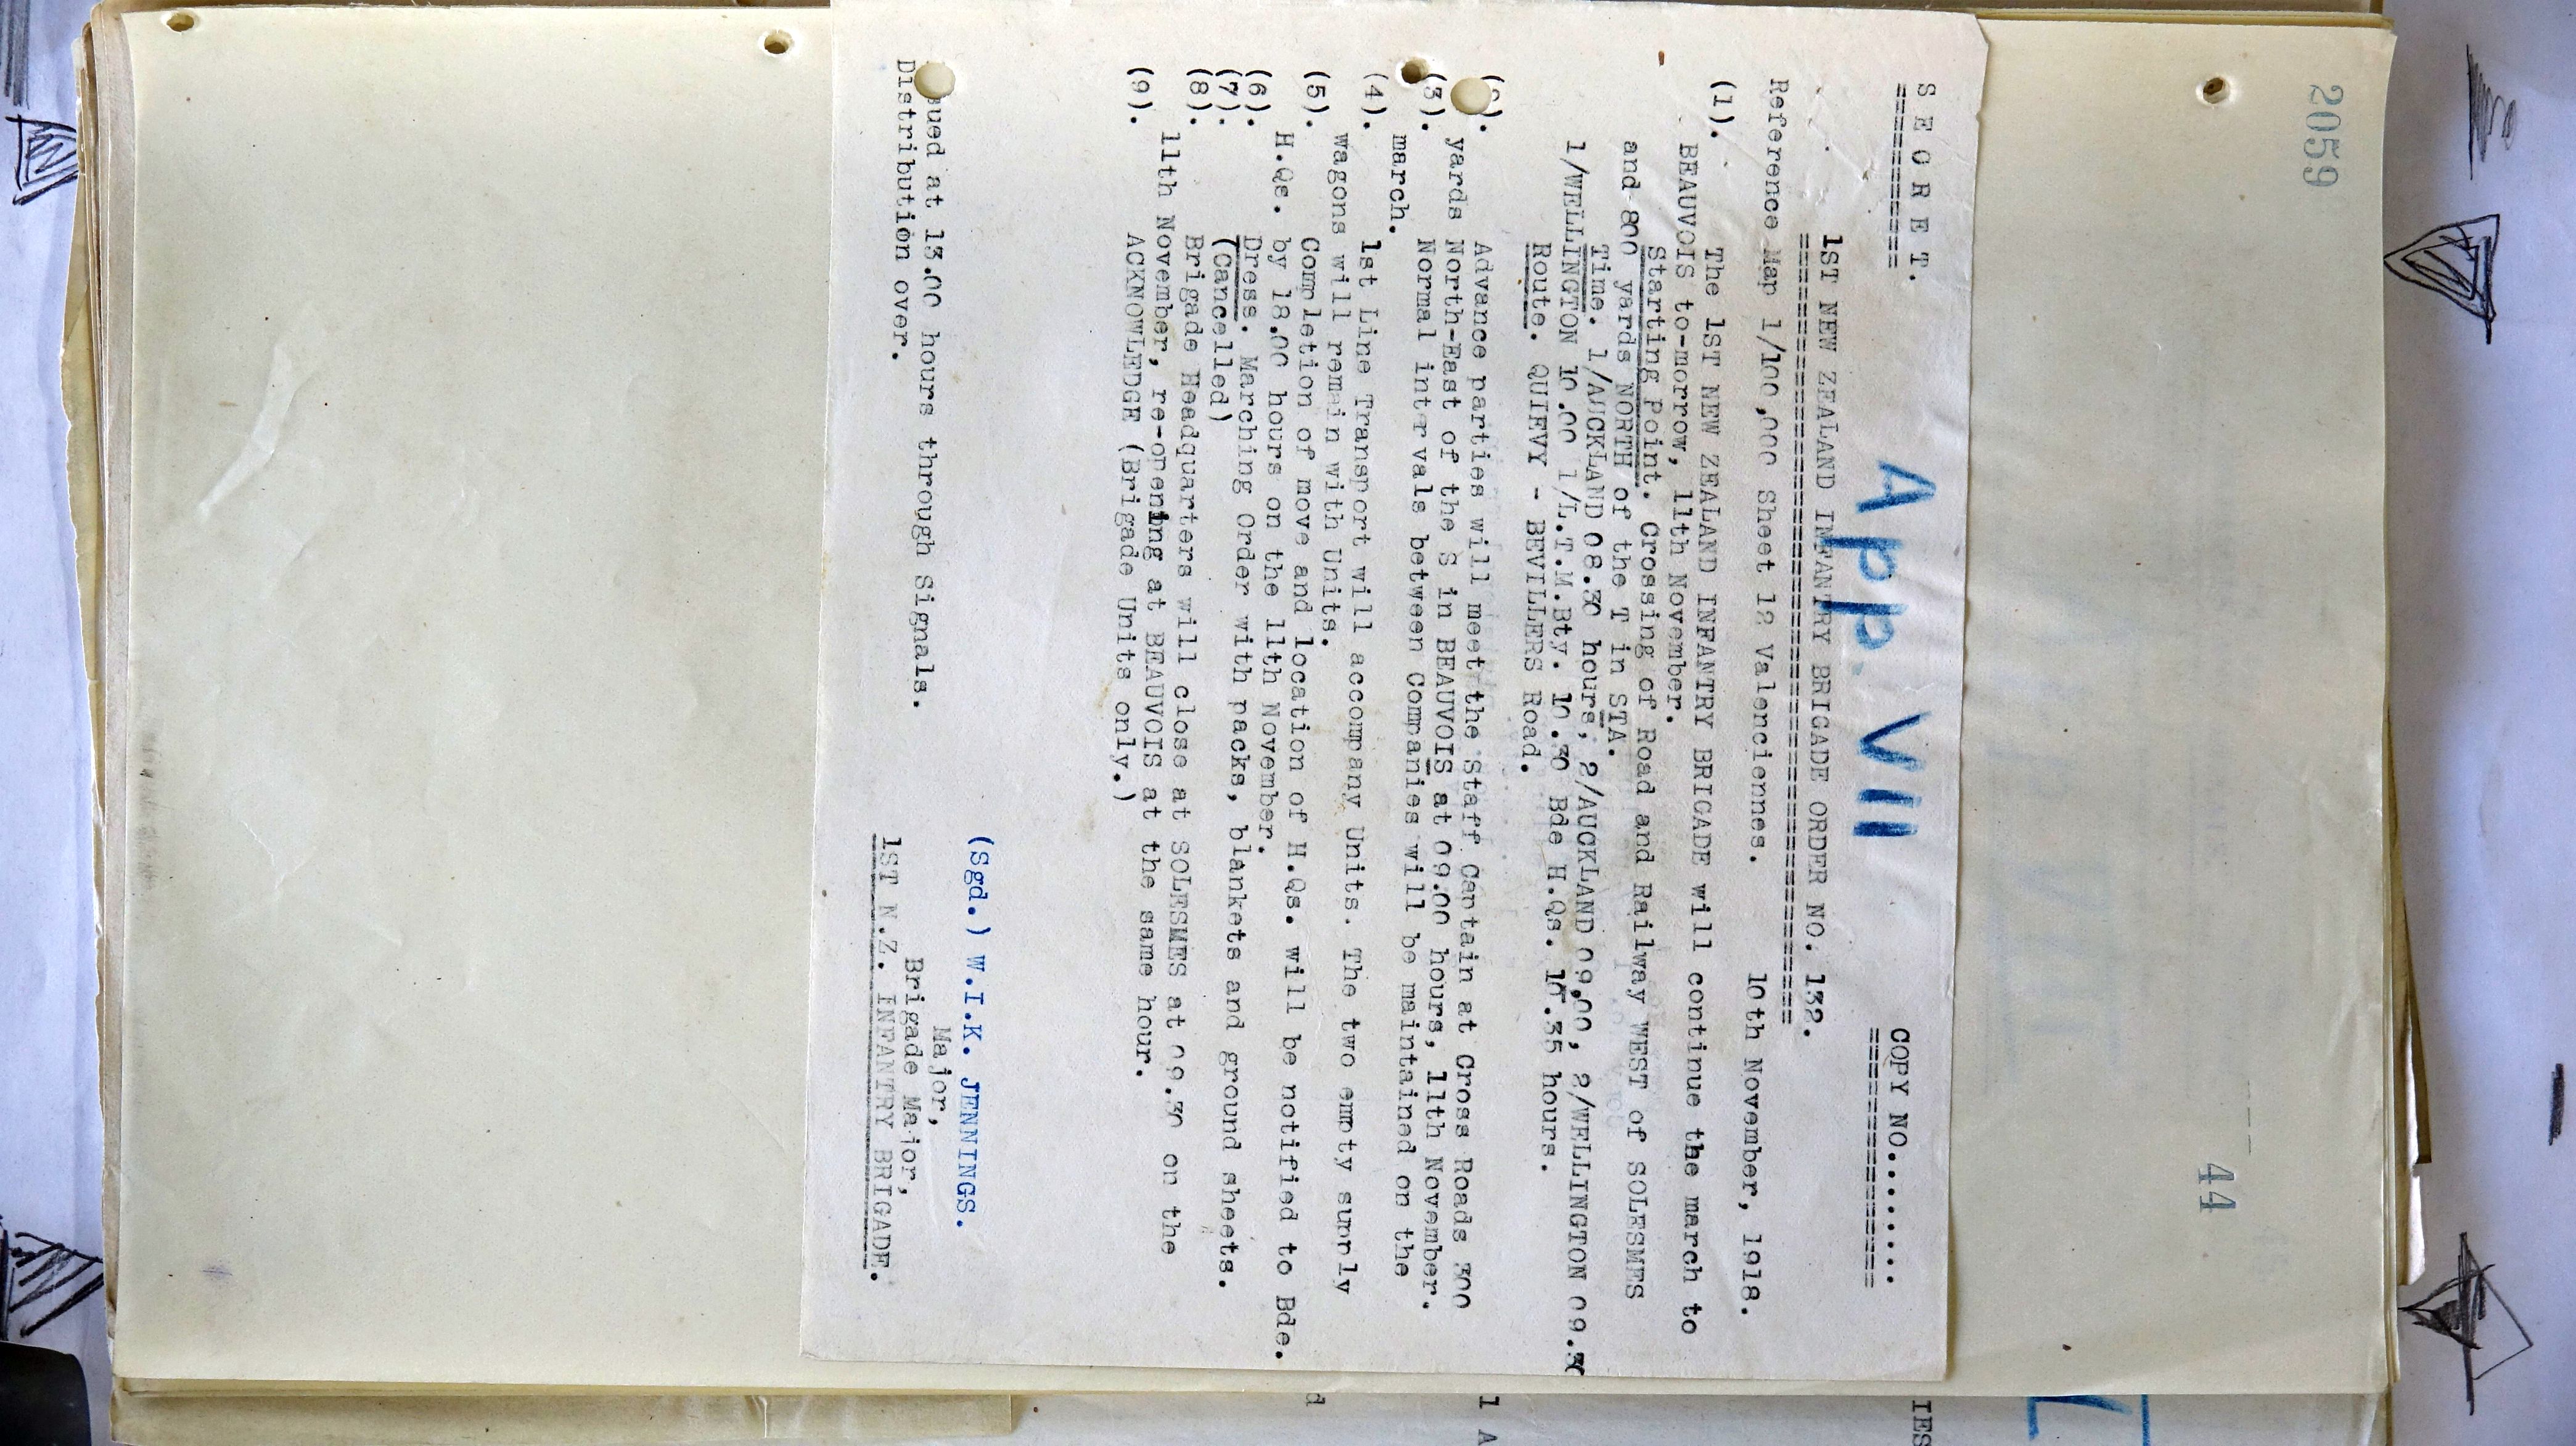 2059
44
App VII
S E C R E T.
COPY NO.........
1ST NEW ZEALAND INFANTRY BRIGADE ORDER NO. 132.
Reference Map 1/100,000 Sheet 12 Valenciennes.
10th November, 1918.
(1). The 1ST NEW ZEALAND INFANTRY BRIGADE will continue the march to
BEAUVOIS to-morrow, 11th November.
Starting Point. Crossing of Road and Railway WEST of SOLESMES
and 800 yards NORTH of the T in STA.
Time. 1/AUCKLAND 08.30 hours, 2/AUCKLAND 09,00, 2/WELLINGTON 09.30
1/WELLINGTON 10.00 1/L.T.M.Bty. 10.30 Bde H.Qs. 10.35 hours.
Route. QUIEVY - BEVILLERS Road.
(2). Advance parties will meet the Staff Captain at Cross Roads 300
yards North-East of the S in BEAUVOIS at 09.00 hours, 11th November.
(3). Normal intervals between Companies will be maintained on the
march.
(4). 1st Line Transport will accompany Units. The two empty supply
wagons will remain with Units.
(5). Completion of move and location of H.Qs. will be notified to Bde.
H.Qs. by 18.00 hours on the 11th November.
(6). Dress. Marching Order with packs, blankets and ground sheets.
(7). (Cancelled)
(8). Brigade Headquarters will close at SOLESMES at 09.30 on the
11th November, re-opening at BEAUVOIS at the same hour.
(9). ACKNOWLEDGE (Brigade Units only.)
(Sgd.) W.I.K. JENNINGS.
Major,
Brigade Major,
1ST N.Z. INFANTRY BRIGADE.
sued at 13.00 hours through Signals.
Distribution over.
IES
l A
d